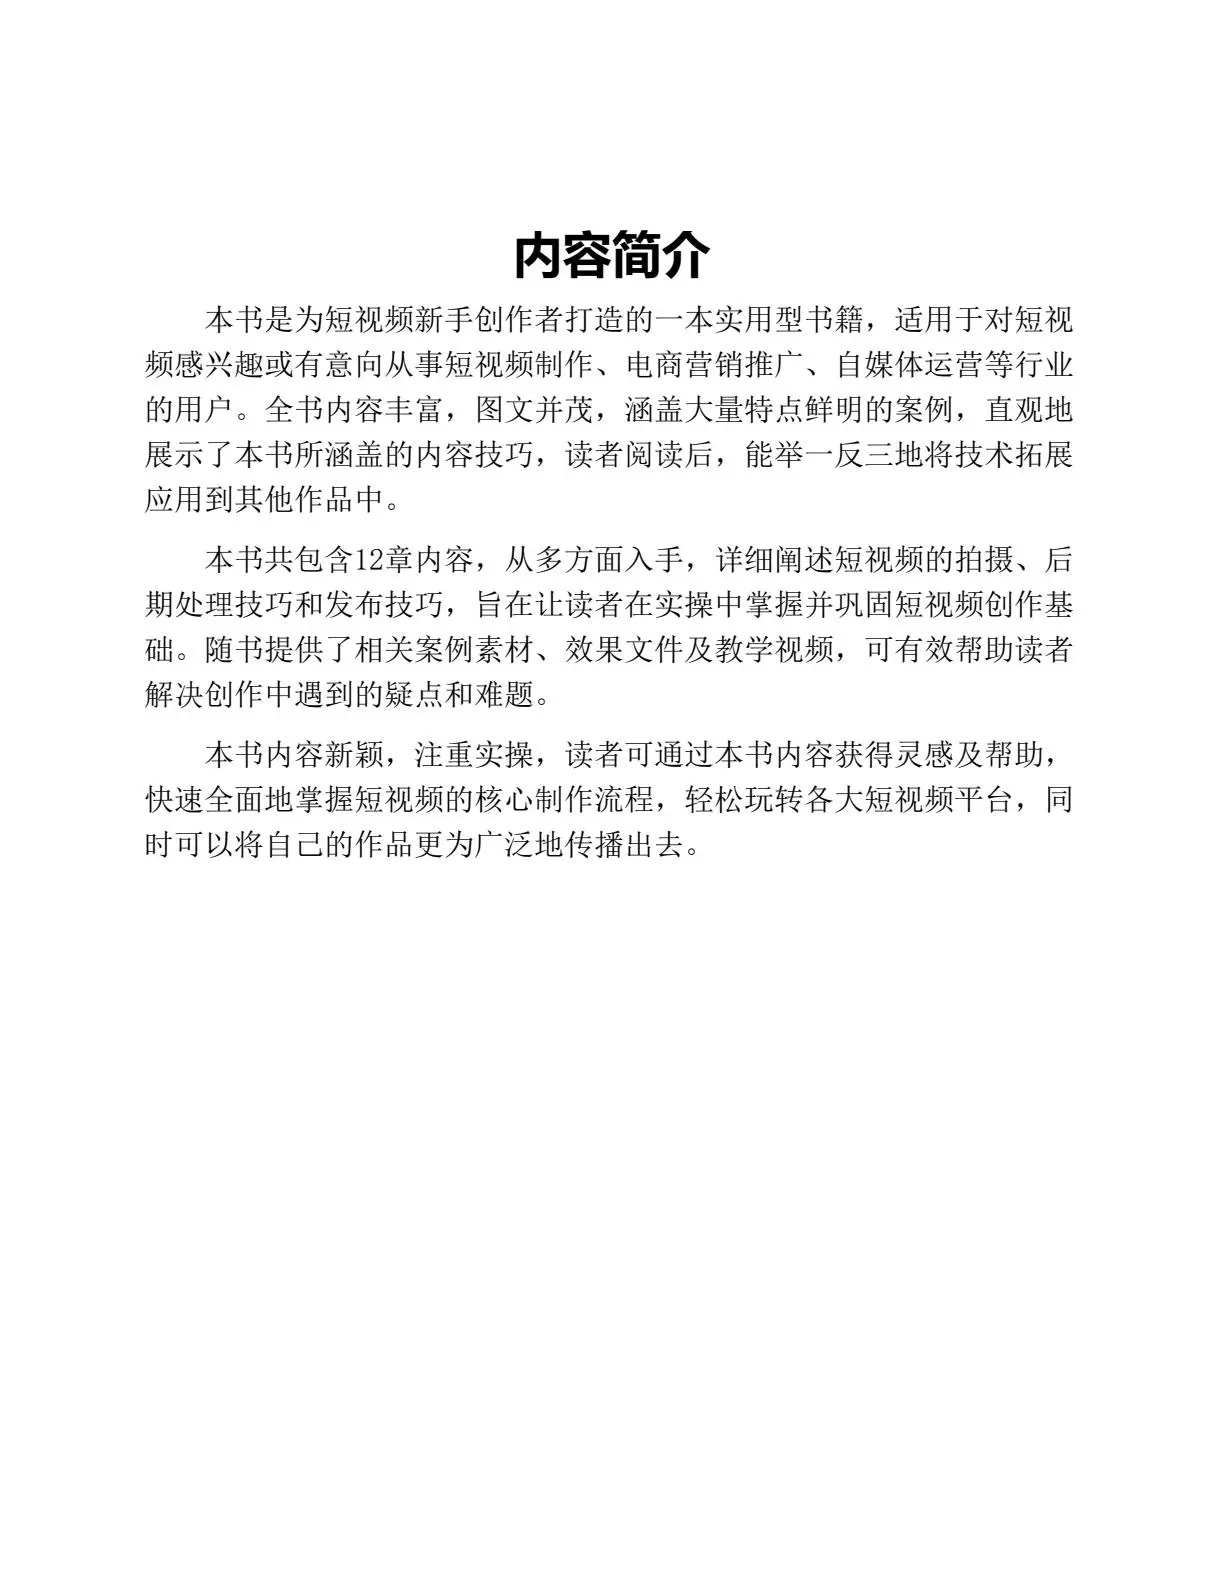 内容简介
本书是为短视频新手创作者打造的一本实用型书籍，适用于对短视
频感兴趣或有意向从事短视频制作、电商营销推广、自媒体运营等行业
的用户。全书内容丰富，图文并茂，涵盖大量特点鲜明的案例，直观地
展示了本书所涵盖的内容技巧，读者阅读后，能举一反三地将技术拓展
应用到其他作品中。
本书共包含12章内容，从多方面入手，详细阐述短视频的拍摄、后
期处理技巧和发布技巧，旨在让读者在实操中掌握并巩固短视频创作基
础。随书提供了相关案例素材、效果文件及教学视频，可有效帮助读者
解决创作中遇到的疑点和难题。
本书内容新颖，注重实操，读者可通过本书内容获得灵感及帮助，
快速全面地掌握短视频的核心制作流程，轻松玩转各大短视频平台，同
时可以将自己的作品更为广泛地传播出去。